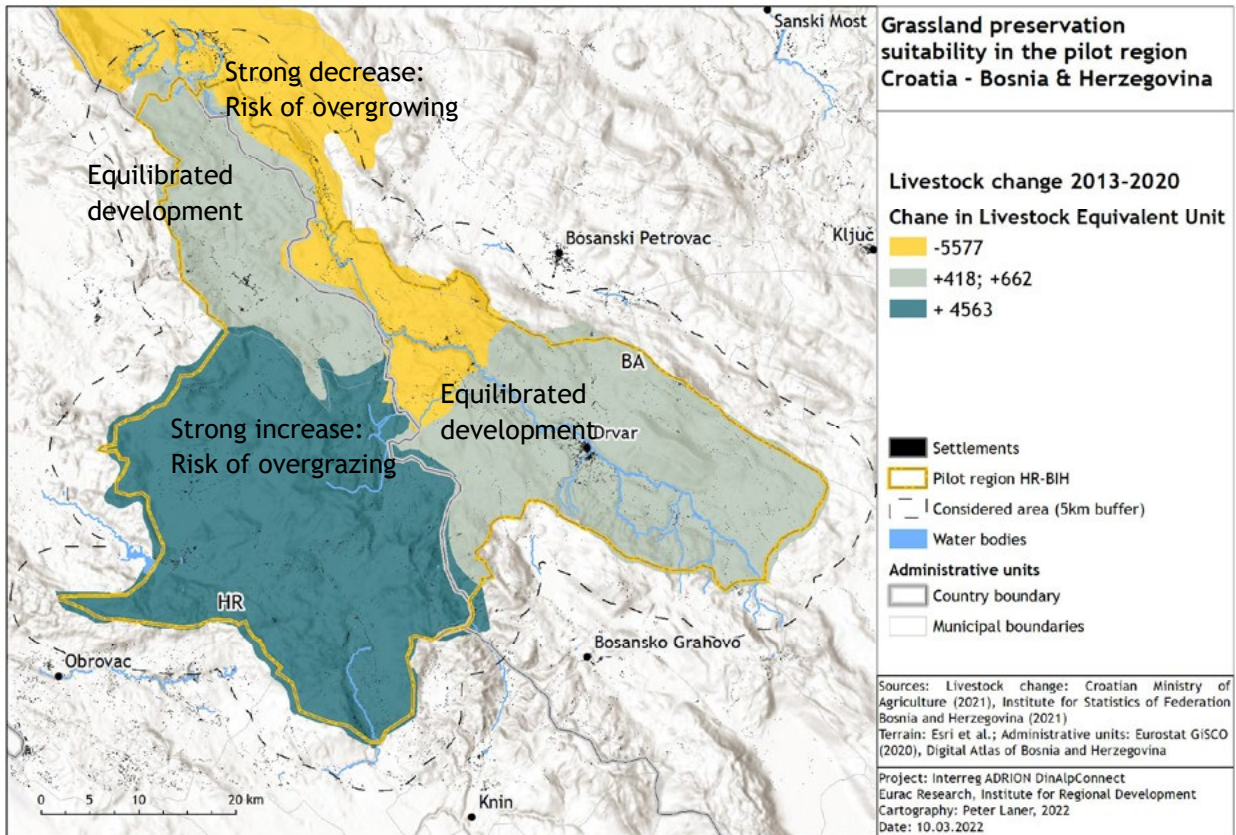 Sanski Most
Strong decrease:
Risk of overgrowing
Equilibrated
development
Bosanski Petrovac
Ključ
BA
Equilibrated
development
Drvar
Strong increase:
Risk of overgrazing
HR
Bosansko Grahovo
Obrovac
Knin
0 5 10 20 km
Grassland preservation
suitability in the pilot region
Croatia - Bosnia & Herzegovina
Livestock change 2013-2020
Chane in Livestock Equivalent Unit
-5577
+418; +662
+ 4563
Settlements
Pilot region HR-BIH
Considered area (5km buffer)
Water bodies
Administrative units
Country boundary
Municipal boundaries
Sources: Livestock change: Croatian Ministry of
Agriculture (2021), Institute for Statistics of Federation
Bosnia and Herzegovina (2021)
Terrain: Esri et al.; Administrative units: Eurostat GISCO
(2020), Digital Atlas of Bosnia and Herzegovina
Project: Interreg ADRION DinAlpConnect
Eurac Research, Institute for Regional Development
Cartography: Peter Laner, 2022
Date: 10.03.2022